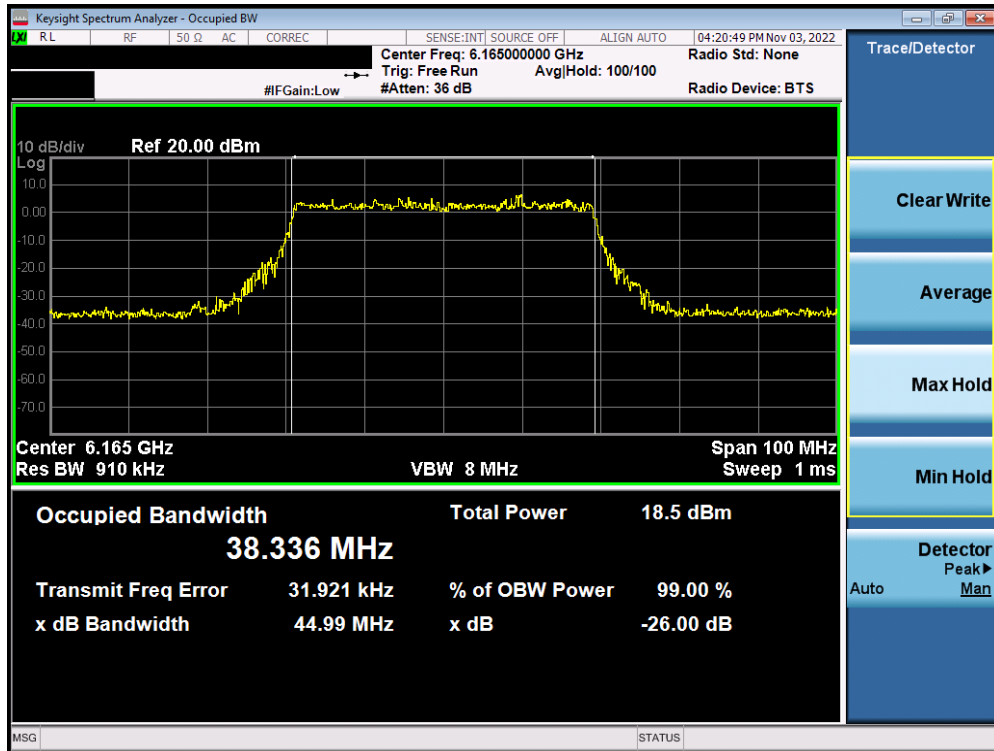 Keysight Spectrum Analyzer - Occupied BW
LXI RL RF 50 Ω AC CORREC SENSE:INT SOURCE OFF ALIGN AUTO 04:20:49 PM Nov 03, 2022
Center Freq: 6.165000000 GHz Radio Std: None
Trig: Free Run Avg|Hold: 100/100
#IFGain:Low #Atten: 36 dB Radio Device: BTS
Trace/Detector
10 dB/div Ref 20.00 dBm
Log
10.0
0.00
-10.0
-20.0
-30.0
-40.0
-50.0
-60.0
-70.0
Center 6.165 GHz Span 100 MHz
Res BW 910 kHz VBW 8 MHz Sweep 1 ms
Occupied Bandwidth Total Power 18.5 dBm
38.336 MHz
Transmit Freq Error 31.921 kHz % of OBW Power 99.00 %
x dB Bandwidth 44.99 MHz x dB -26.00 dB
Clear Write
Average
Max Hold
Min Hold
Detector
Peak▶
Auto Man
MSG STATUS